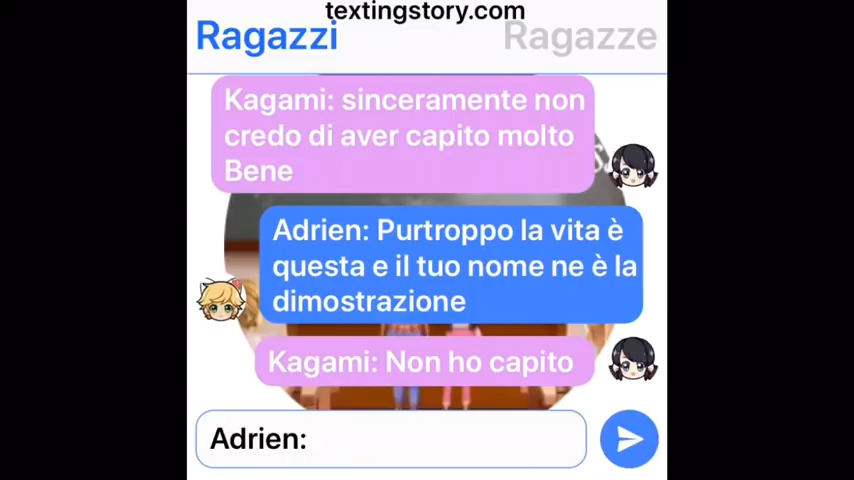 textingstory.com
Ragazzi
Ragazze
Kagami: sinceramente non
credo di aver capito molto
Bene
Adrien: Purtroppo la vita è
questa e il tuo nome ne è la
dimostrazione
Kagami: Non ho capito
Adrien: